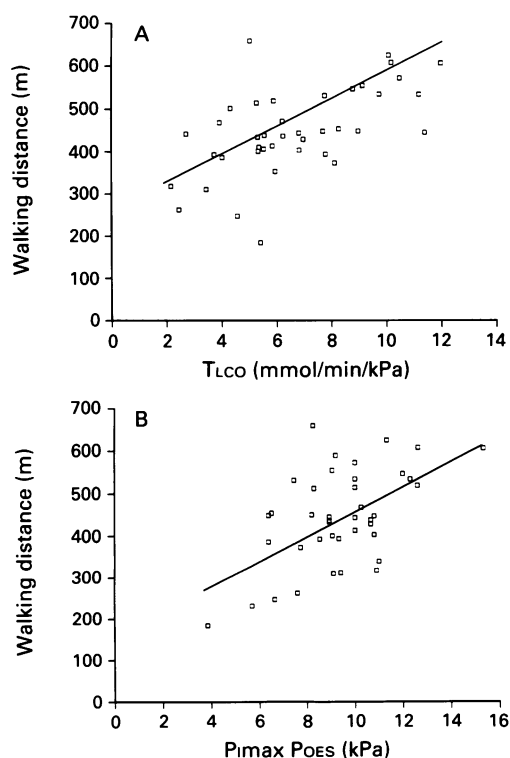 A
700
600
500
400
300
200
100
0
Walking distance (m)
0 2 4 6 8 10 12 14
TLCO (mmol/min/kPa)
B
700
600
500
400
300
200
100
0
Walking distance (m)
0 2 4 6 8 10 12 14 16
PImax POES (kPa)